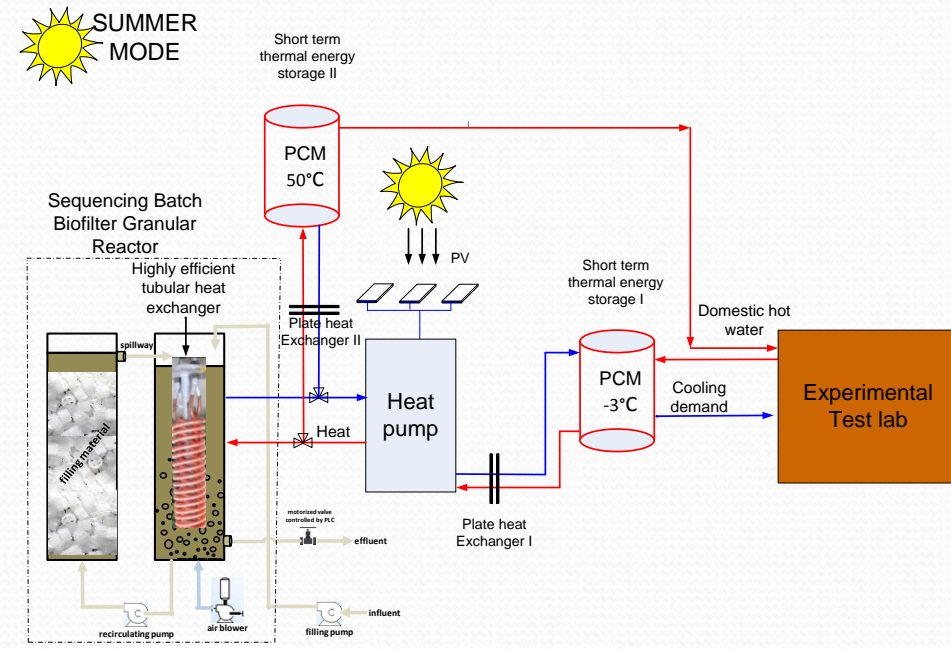 SUMMER
MODE
Short term
thermal energy
storage II
PCM
50°C
PV
Sequencing Batch
Biofilter Granular
Reactor
Highly efficient
tubular heat
exchanger
Plate heat
Exchanger II
Short term
thermal energy
storage I
Domestic hot
water
spillway
filling material
Heat
pump
Heat
PCM
-3°C
Cooling
demand
Experimental
Test lab
Plate heat
Exchanger I
motorized valve
controlled by PLC
effluent
influent
recirculating pump
air blower
filling pump